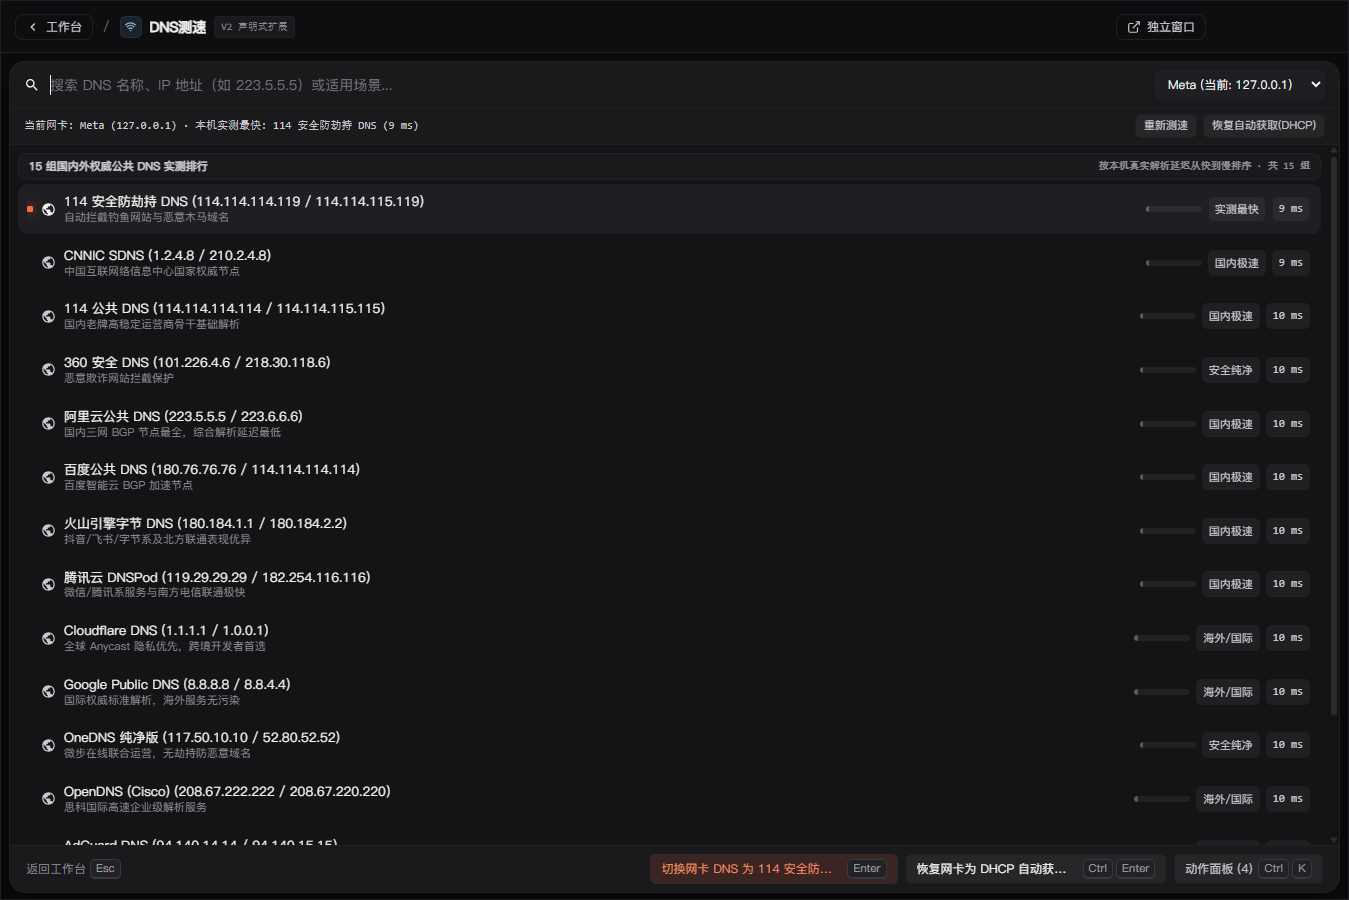 工作台 / DNS测速 V2 声明式扩展 独立窗口
搜索 DNS 名称、IP 地址（如 223.5.5.5）或适用场景... Meta (当前: 127.0.0.1)
当前网卡: Meta (127.0.0.1) · 本机实测最快: 114 安全防劫持 DNS (9 ms) 重新测速 恢复自动获取(DHCP)
15 组国内外权威公共 DNS 实测排行 按本机真实解析延迟从快到慢排序 · 共 15 组
114 安全防劫持 DNS (114.114.114.119 / 114.114.115.119) 实测最快 9 ms
自动拦截钓鱼网站与恶意木马域名
CNNIC SDNS (1.2.4.8 / 210.2.4.8) 国内极速 9 ms
中国互联网络信息中心国家权威节点
114 公共 DNS (114.114.114.114 / 114.114.115.115) 国内极速 10 ms
国内老牌高稳定运营商骨干基础解析
360 安全 DNS (101.226.4.6 / 218.30.118.6) 安全纯净 10 ms
恶意欺诈网站拦截保护
阿里云公共 DNS (223.5.5.5 / 223.6.6.6) 国内极速 10 ms
国内三网 BGP 节点最全，综合解析延迟最低
百度公共 DNS (180.76.76.76 / 114.114.114.114) 国内极速 10 ms
百度智能云 BGP 加速节点
火山引擎字节 DNS (180.184.1.1 / 180.184.2.2) 国内极速 10 ms
抖音/飞书/字节系及北方联通表现优异
腾讯云 DNSPod (119.29.29.29 / 182.254.116.116) 国内极速 10 ms
微信/腾讯系服务与南方电信联通极快
Cloudflare DNS (1.1.1.1 / 1.0.0.1) 海外/国际 10 ms
全球 Anycast 隐私优先，跨境开发者首选
Google Public DNS (8.8.8.8 / 8.8.4.4) 海外/国际 10 ms
国际权威标准解析，海外服务无污染
OneDNS 纯净版 (117.50.10.10 / 52.80.52.52) 安全纯净 10 ms
微步在线联合运营，无劫持防恶意域名
OpenDNS (Cisco) (208.67.222.222 / 208.67.220.220) 海外/国际 10 ms
思科国际高速企业级解析服务
AdGuard DNS (94.140.14.14 / 94.140.15.15)
返回工作台 Esc 切换网卡 DNS 为 114 安全防... Enter 恢复网卡为 DHCP 自动获... Ctrl Enter 动作面板 (4) Ctrl K